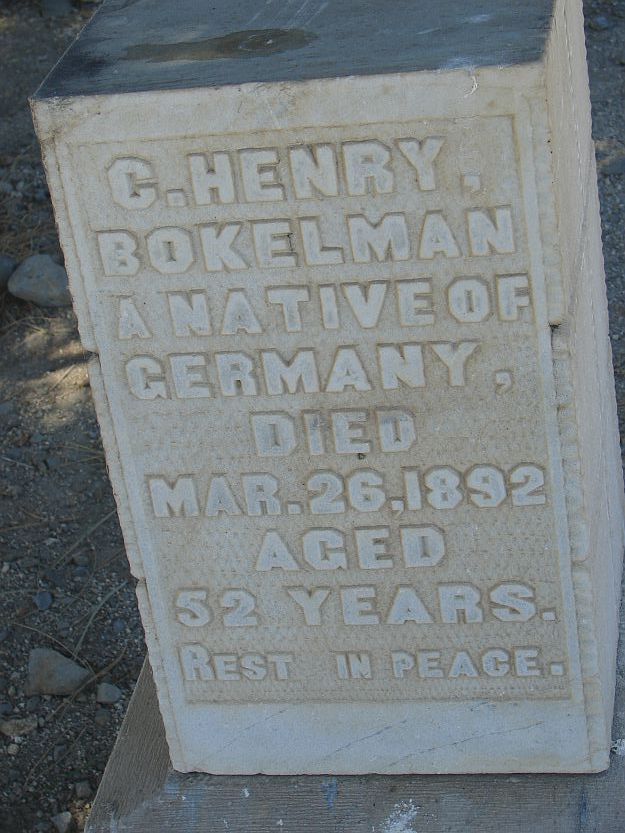 C. HENRY,
BOKELMAN
A NATIVE OF
GERMANY,
DIED
MAR. 26, 1892
AGED
52 YEARS.
REST IN PEACE.